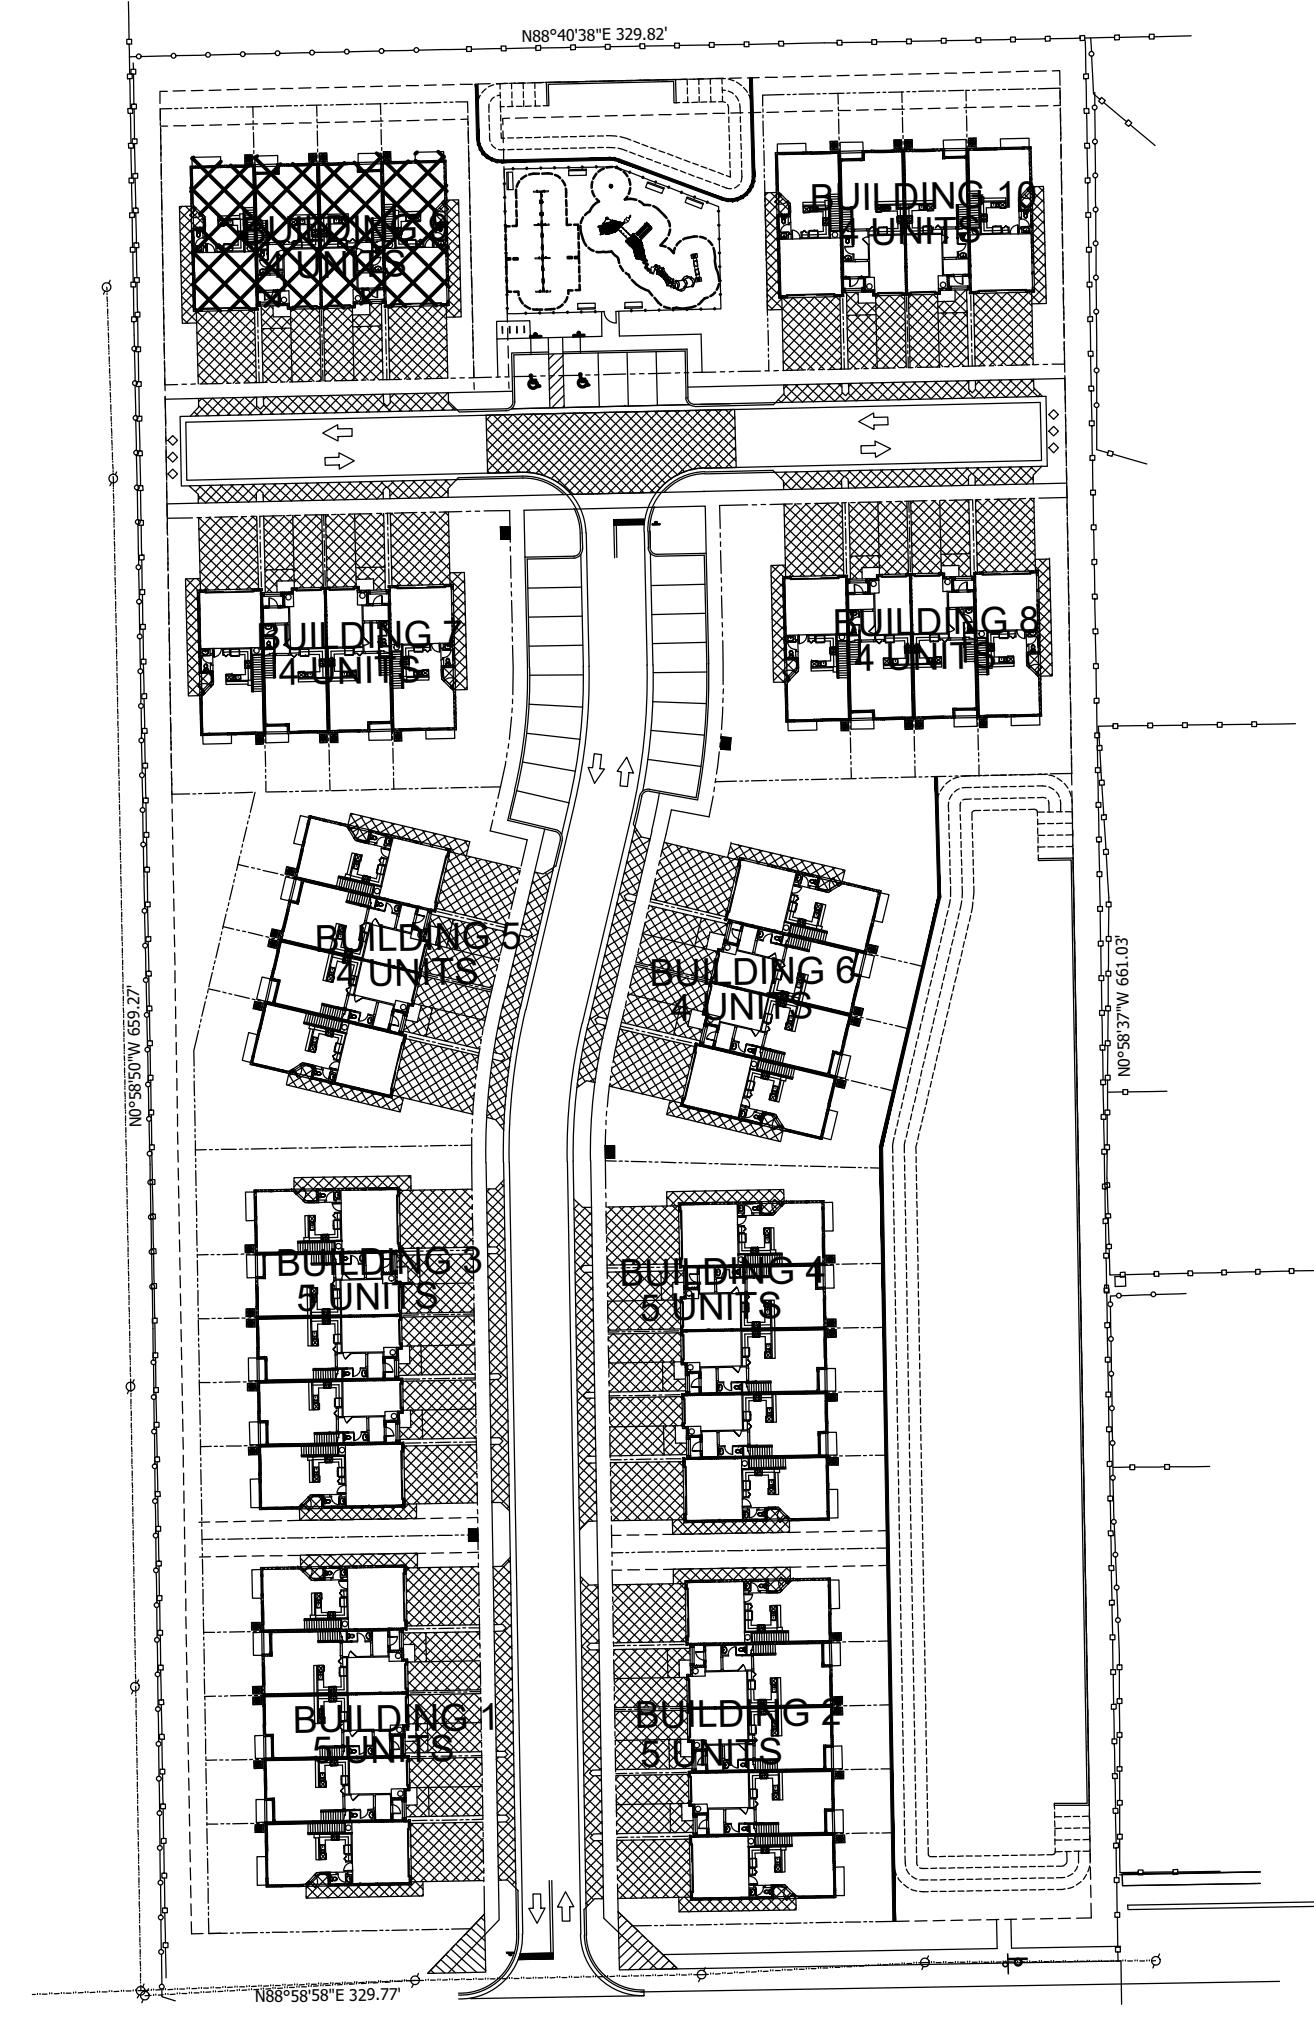 N88°40'38"E 329.82'
BUILDING 10
4 UNITS
BUILDING 9
4 UNITS
BUILDING 7
4 UNITS
BUILDING 8
4 UNITS
BUILDING 5
4 UNITS
BUILDING 6
4 UNITS
N0°58'50"W 659.27'
N0°58'37"W 661.03'
BUILDING 3
5 UNITS
BUILDING 4
5 UNITS
BUILDING 1
5 UNITS
BUILDING 2
5 UNITS
N88°58'58"E 329.77'